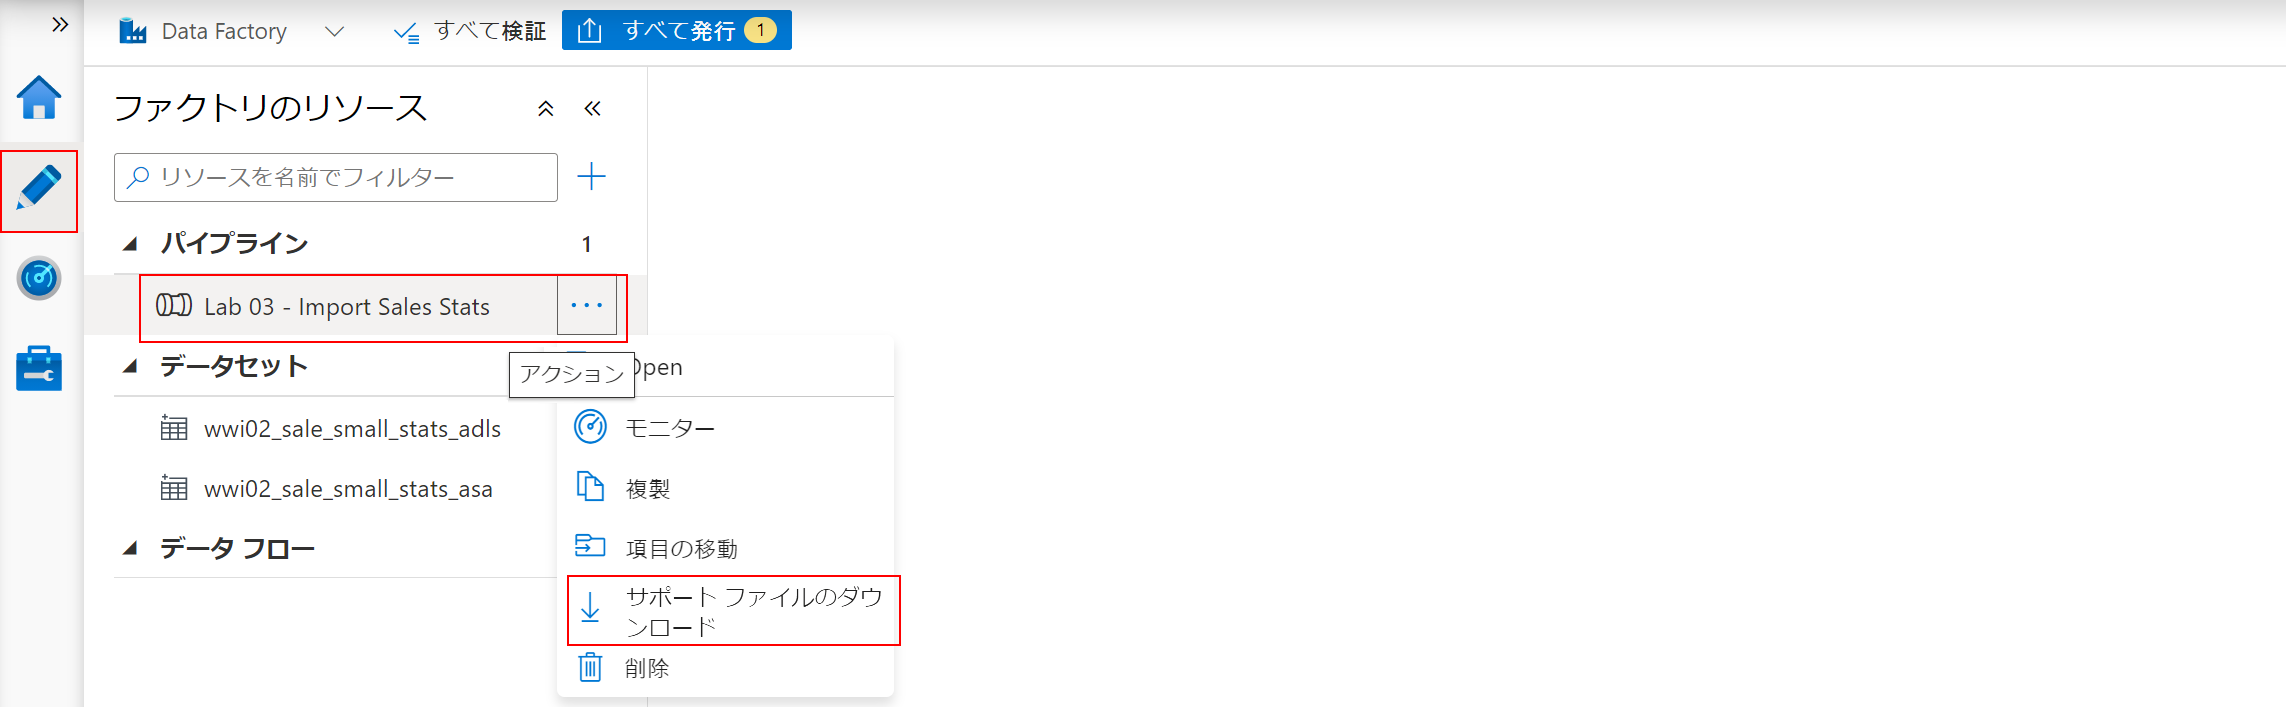 Data Factory
すべて検証
すべて発行 1
ファクトリのリソース
リソースを名前でフィルター
パイプライン 1
Lab 03 - Import Sales Stats
データセット
アクション
Open
wwi02_sale_small_stats_adls
モニター
wwi02_sale_small_stats_asa
複製
データ フロー
項目の移動
サポート ファイルのダウ
ンロード
削除